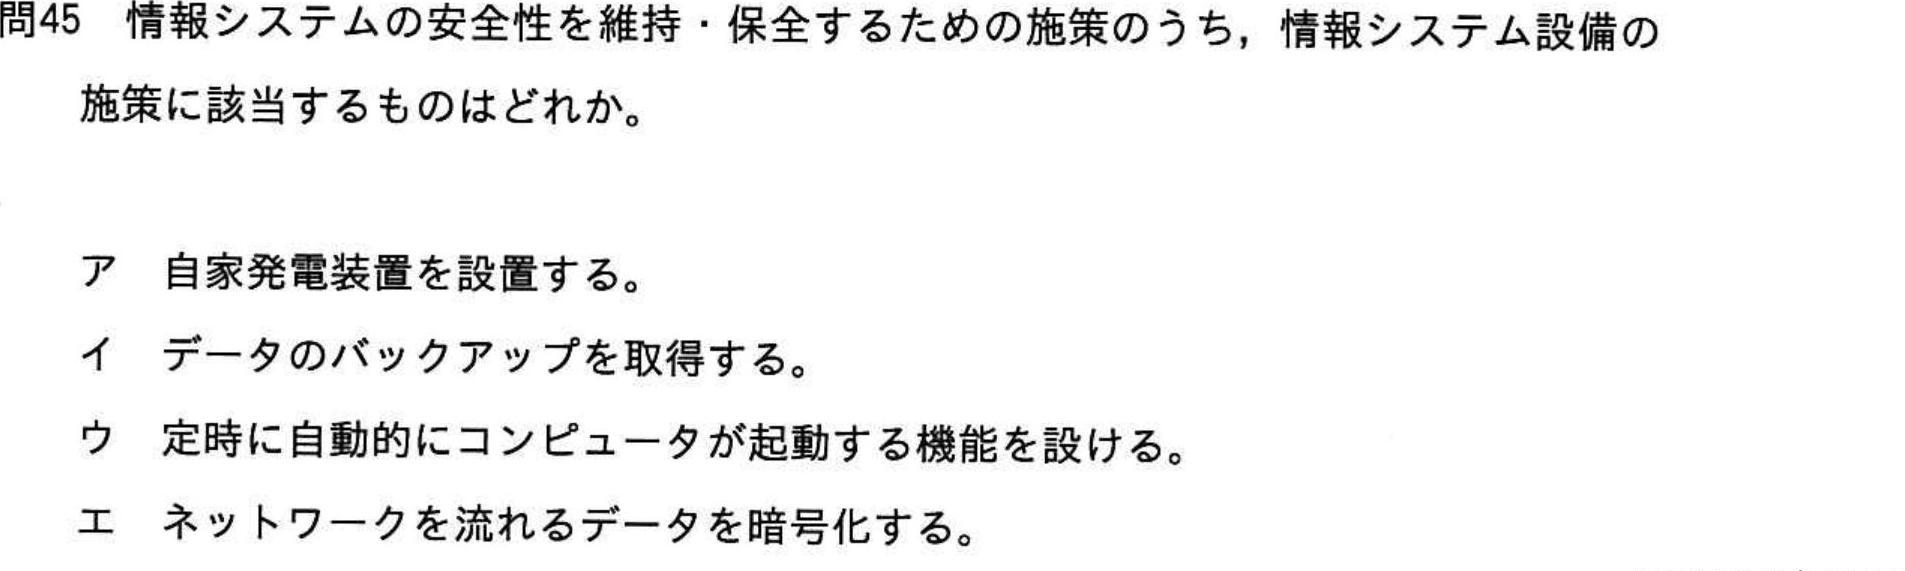 問45 情報システムの安全性を維持・保全するための施策のうち，情報システム設備の
施策に該当するものはどれか。
ア 自家発電装置を設置する。
イ データのバックアップを取得する。
ウ 定時に自動的にコンピュータが起動する機能を設ける。
エ ネットワークを流れるデータを暗号化する。